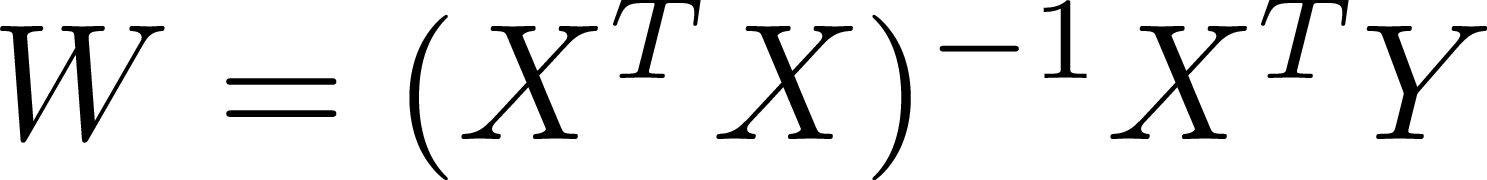 W = (X^T X)^{-1} X^T Y